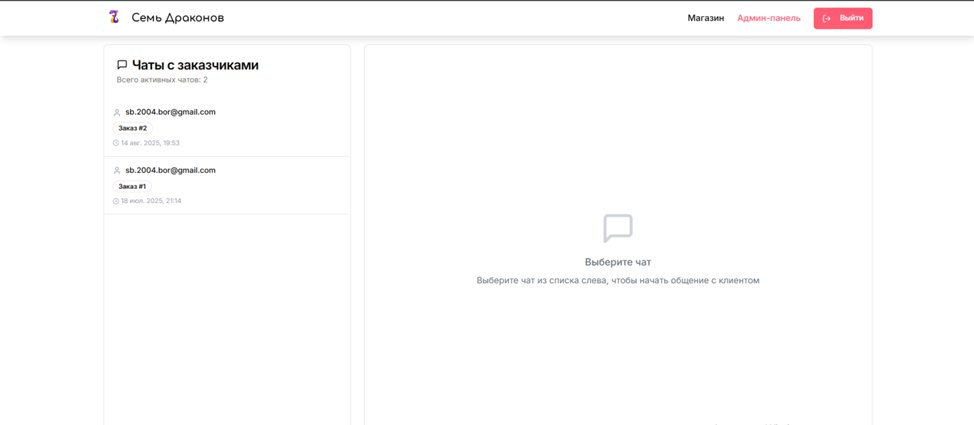 Семь Драконов
Магазин
Админ-панель
Выйти
Чаты с заказчиками
Всего активных чатов: 2
sb.2004.bor@gmail.com
Заказ #2
14 авг. 2025, 19:53
sb.2004.bor@gmail.com
Заказ #1
18 июл. 2025, 21:14
Выберите чат
Выберите чат из списка слева, чтобы начать общение с клиентом